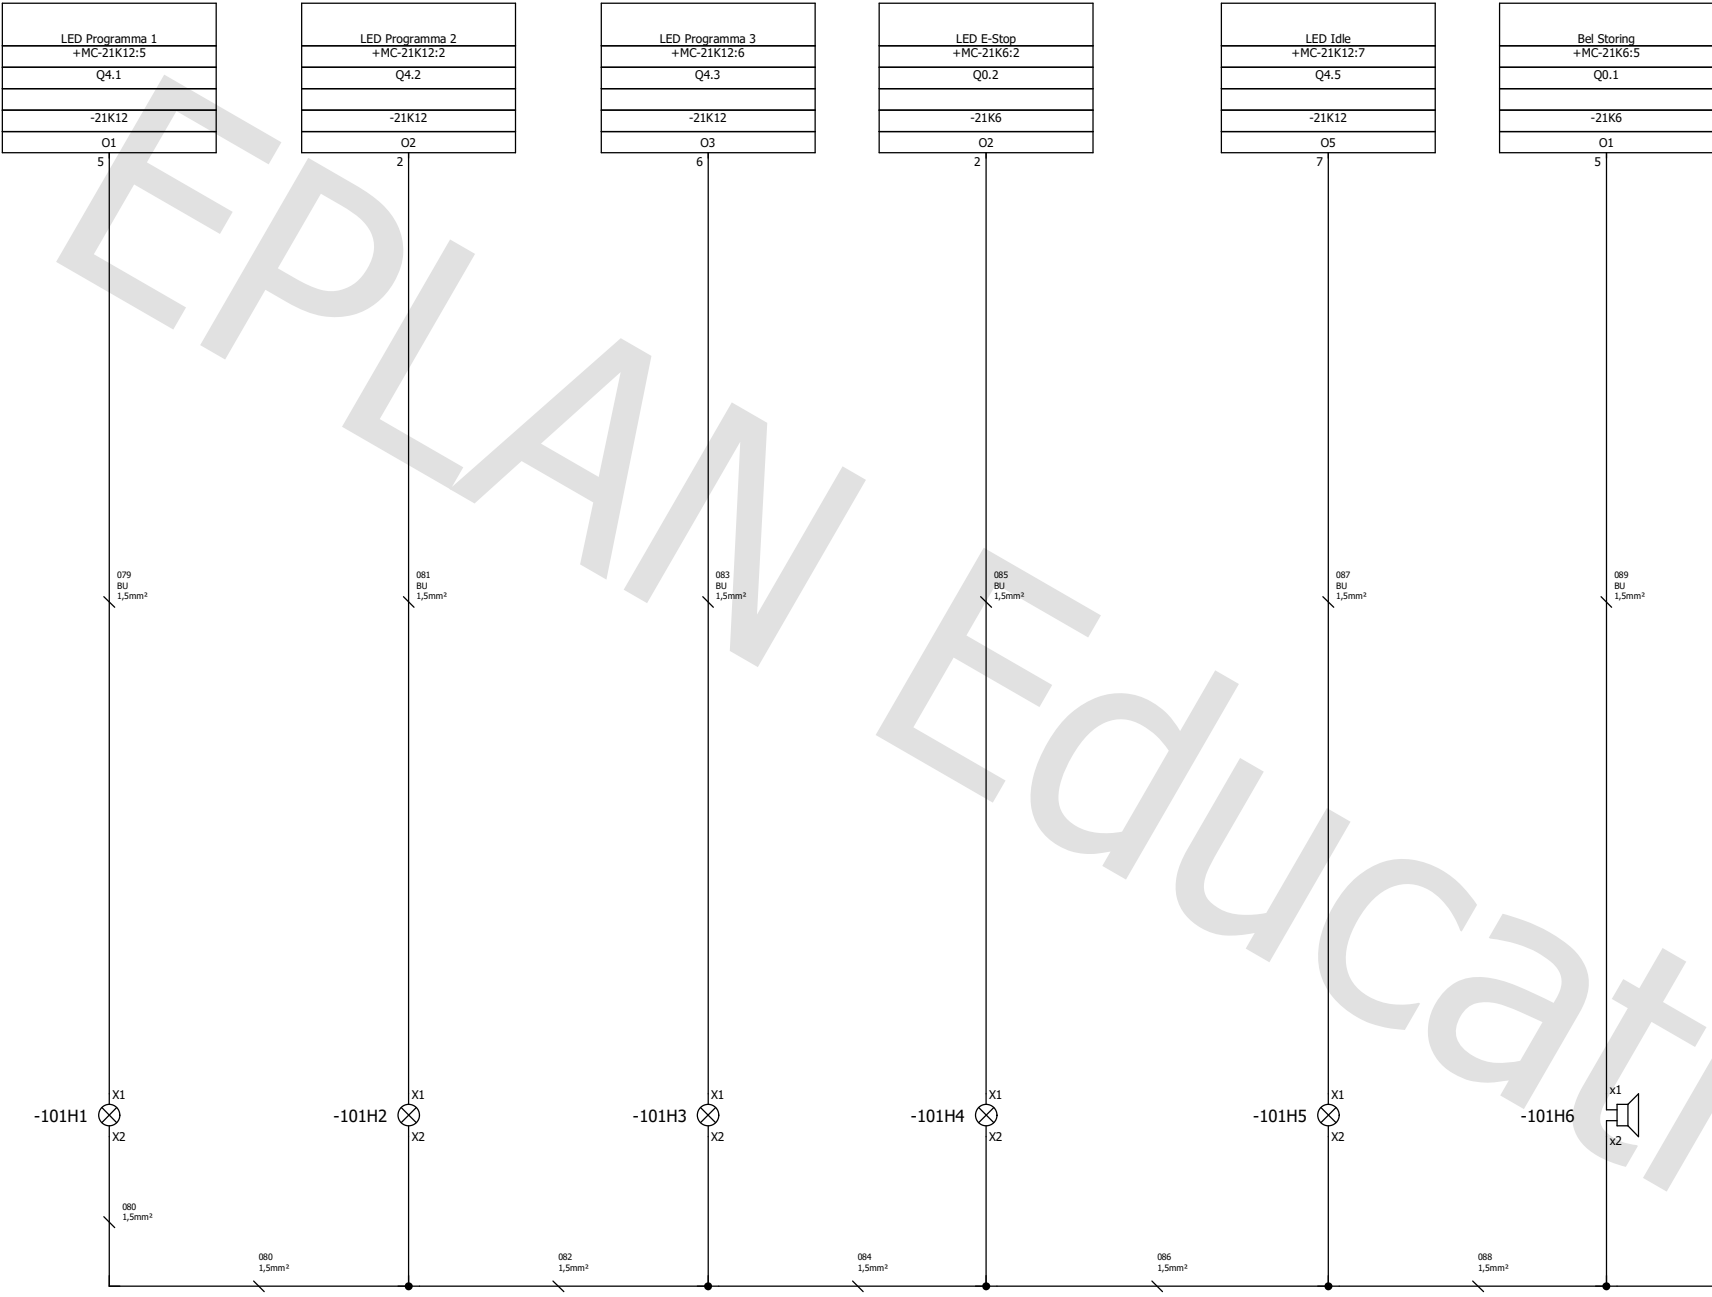 LED Programma 1
+MC-21K12:5
Q4.1
-21K12
O1
5
LED Programma 2
+MC-21K12:2
Q4.2
-21K12
O2
2
LED Programma 3
+MC-21K12:6
Q4.3
-21K12
O3
6
LED E-Stop
+MC-21K6:2
Q0.2
-21K6
O2
2
LED Idle
+MC-21K12:7
Q4.5
-21K12
O5
7
Bel Storing
+MC-21K6:5
Q0.1
-21K6
O1
5
EPLAN Educati
079
BU
1,5mm²
081
BU
1,5mm²
083
BU
1,5mm²
085
BU
1,5mm²
087
BU
1,5mm²
089
BU
1,5mm²
X1
-101H1
X2
X1
-101H2
X2
X1
-101H3
X2
X1
-101H4
X2
X1
-101H5
X2
x1
-101H6
x2
080
1,5mm²
080
1,5mm²
082
1,5mm²
084
1,5mm²
086
1,5mm²
088
1,5mm²